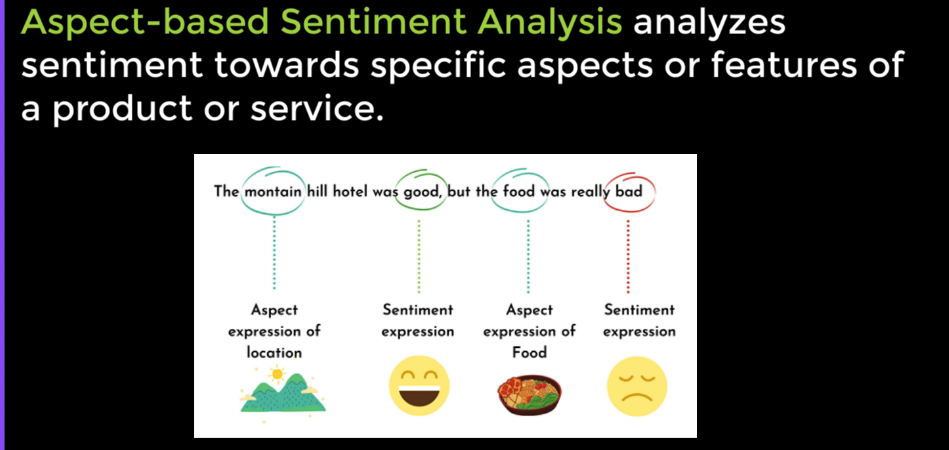 Aspect-based Sentiment Analysis analyzes
sentiment towards specific aspects or features of
a product or service.
The montain hill hotel was good, but the food was really bad
Aspect
expression of
location
Sentiment
expression
Aspect
expression of
Food
Sentiment
expression